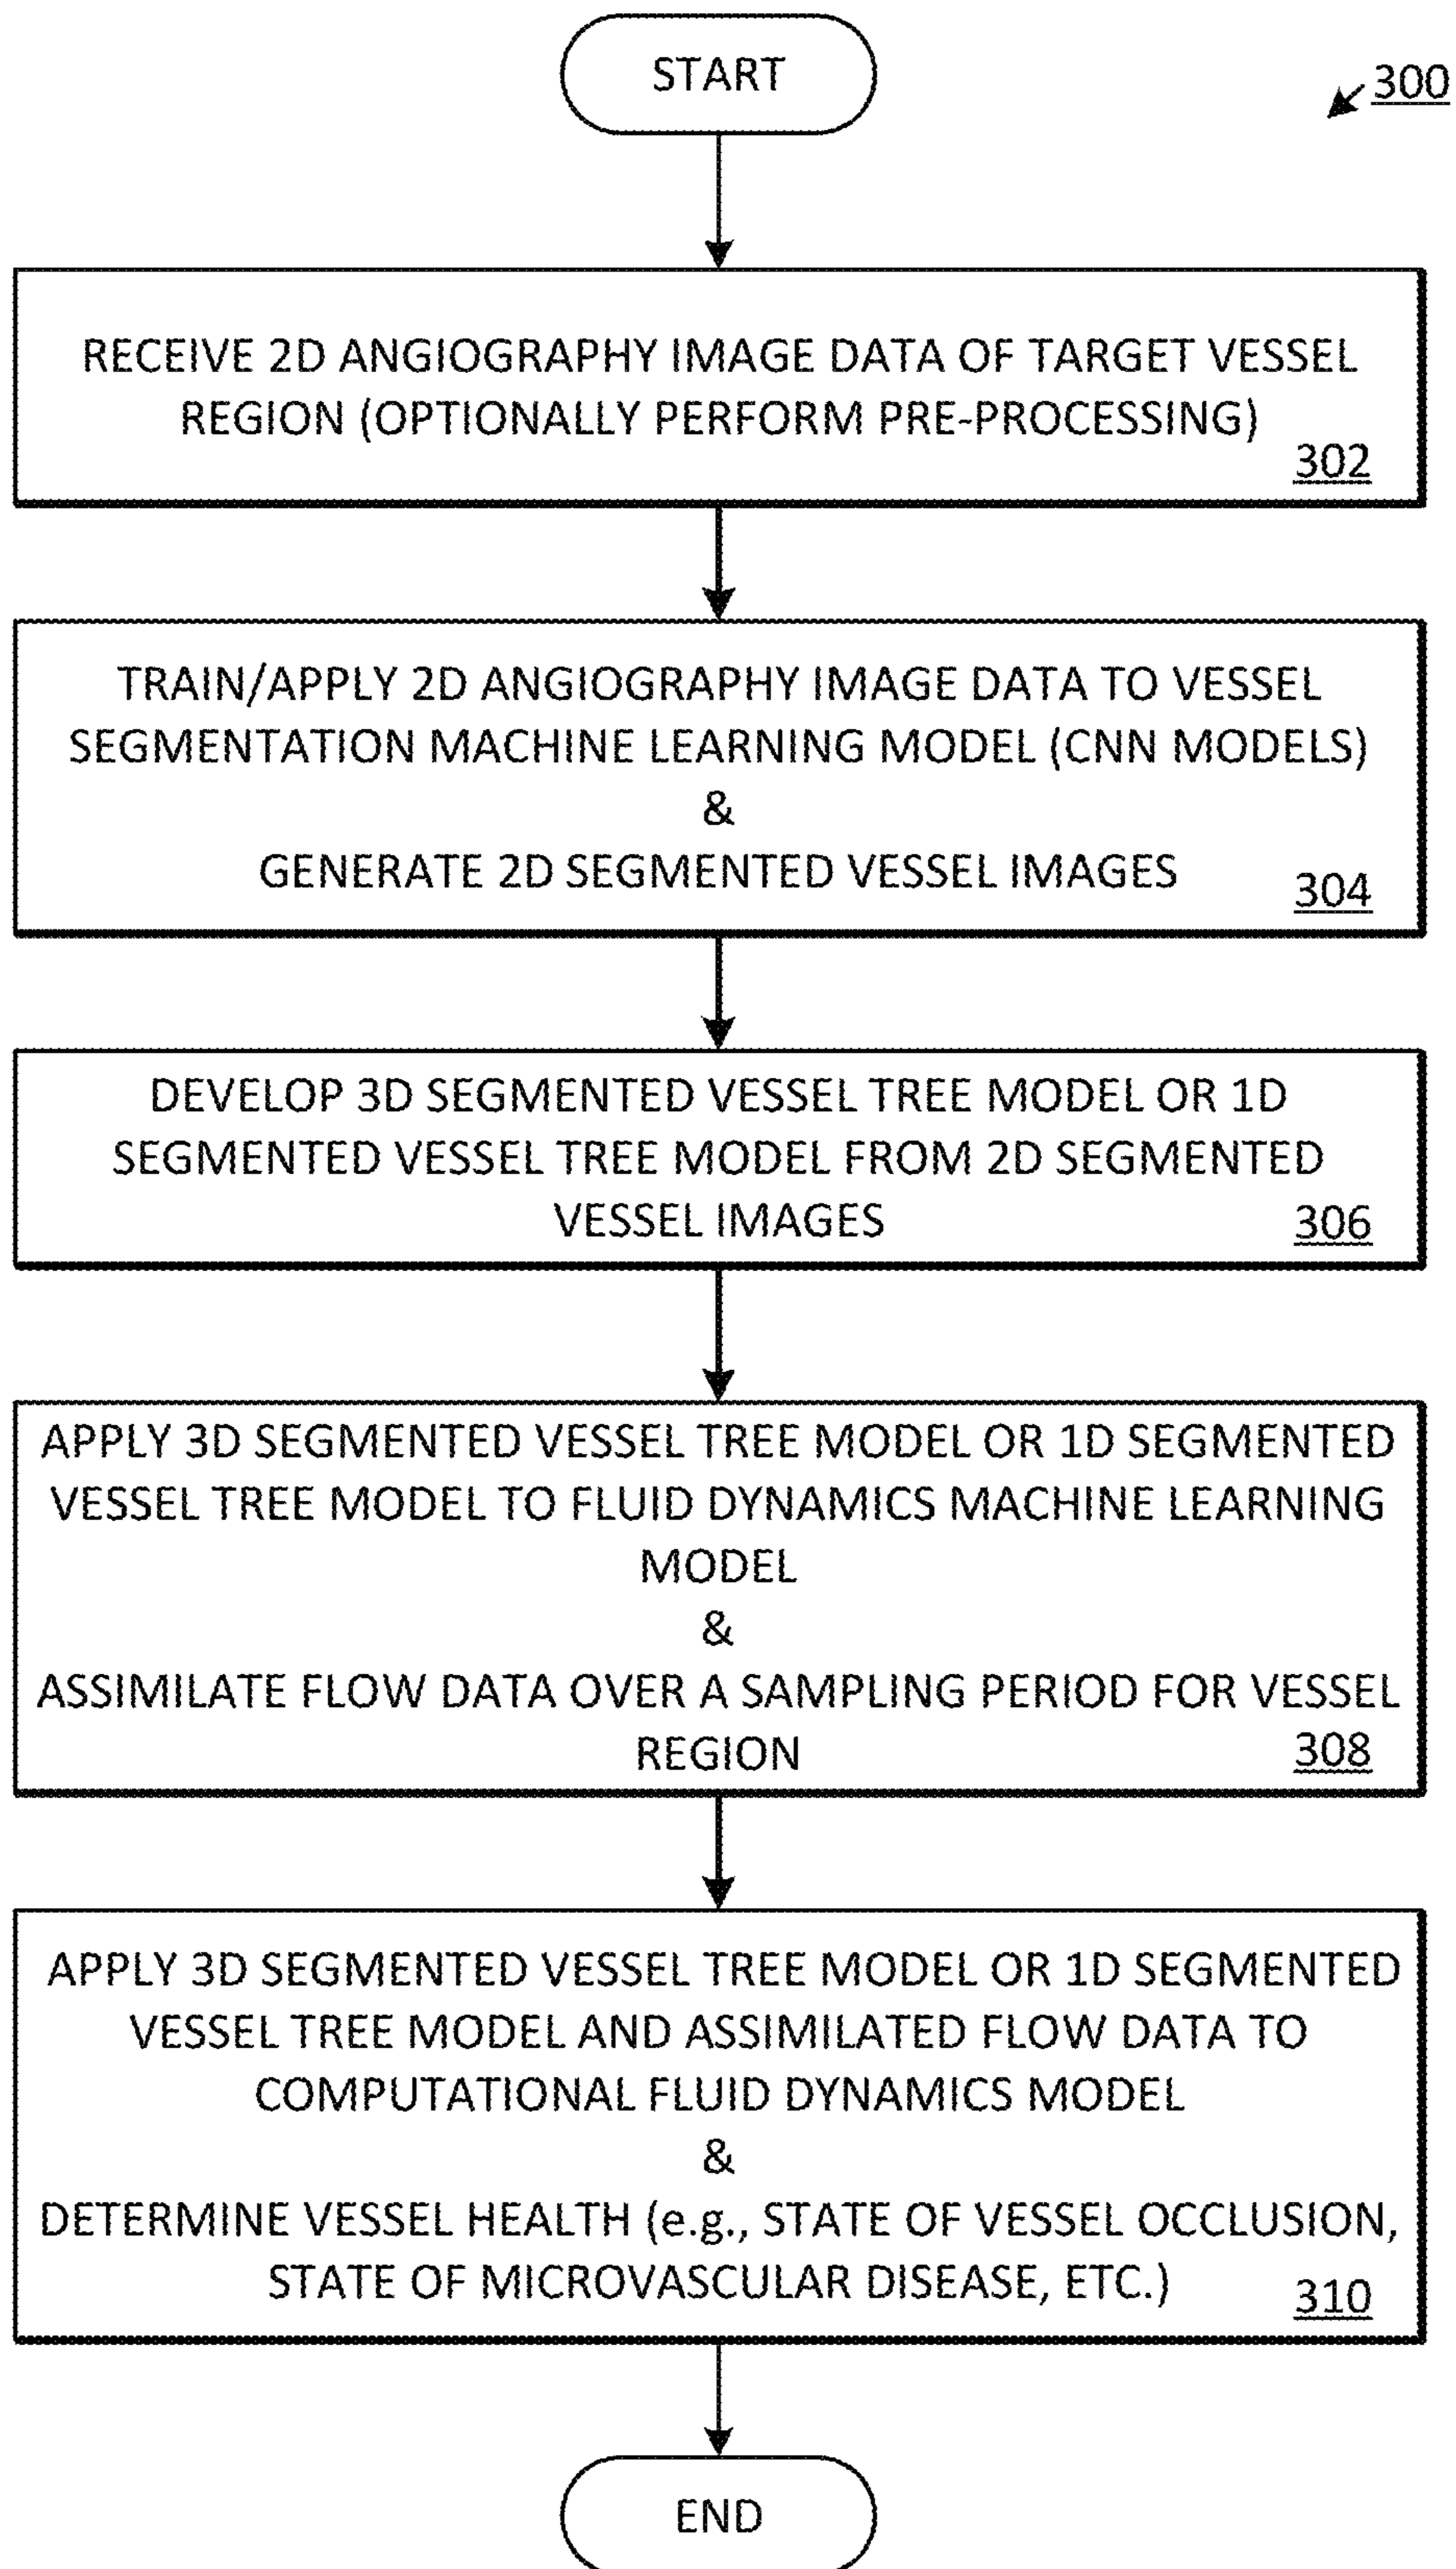 START
300
RECEIVE 2D ANGIOGRAPHY IMAGE DATA OF TARGET VESSEL
REGION (OPTIONALLY PERFORM PRE-PROCESSING)
302
TRAIN/APPLY 2D ANGIOGRAPHY IMAGE DATA TO VESSEL
SEGMENTATION MACHINE LEARNING MODEL (CNN MODELS)
&
GENERATE 2D SEGMENTED VESSEL IMAGES
304
DEVELOP 3D SEGMENTED VESSEL TREE MODEL OR 1D
SEGMENTED VESSEL TREE MODEL FROM 2D SEGMENTED
VESSEL IMAGES
306
APPLY 3D SEGMENTED VESSEL TREE MODEL OR 1D SEGMENTED
VESSEL TREE MODEL TO FLUID DYNAMICS MACHINE LEARNING
MODEL
&
ASSIMILATE FLOW DATA OVER A SAMPLING PERIOD FOR VESSEL
REGION
308
APPLY 3D SEGMENTED VESSEL TREE MODEL OR 1D SEGMENTED
VESSEL TREE MODEL AND ASSIMILATED FLOW DATA TO
COMPUTATIONAL FLUID DYNAMICS MODEL
&
DETERMINE VESSEL HEALTH (e.g., STATE OF VESSEL OCCLUSION,
STATE OF MICROVASCULAR DISEASE, ETC.)
310
END